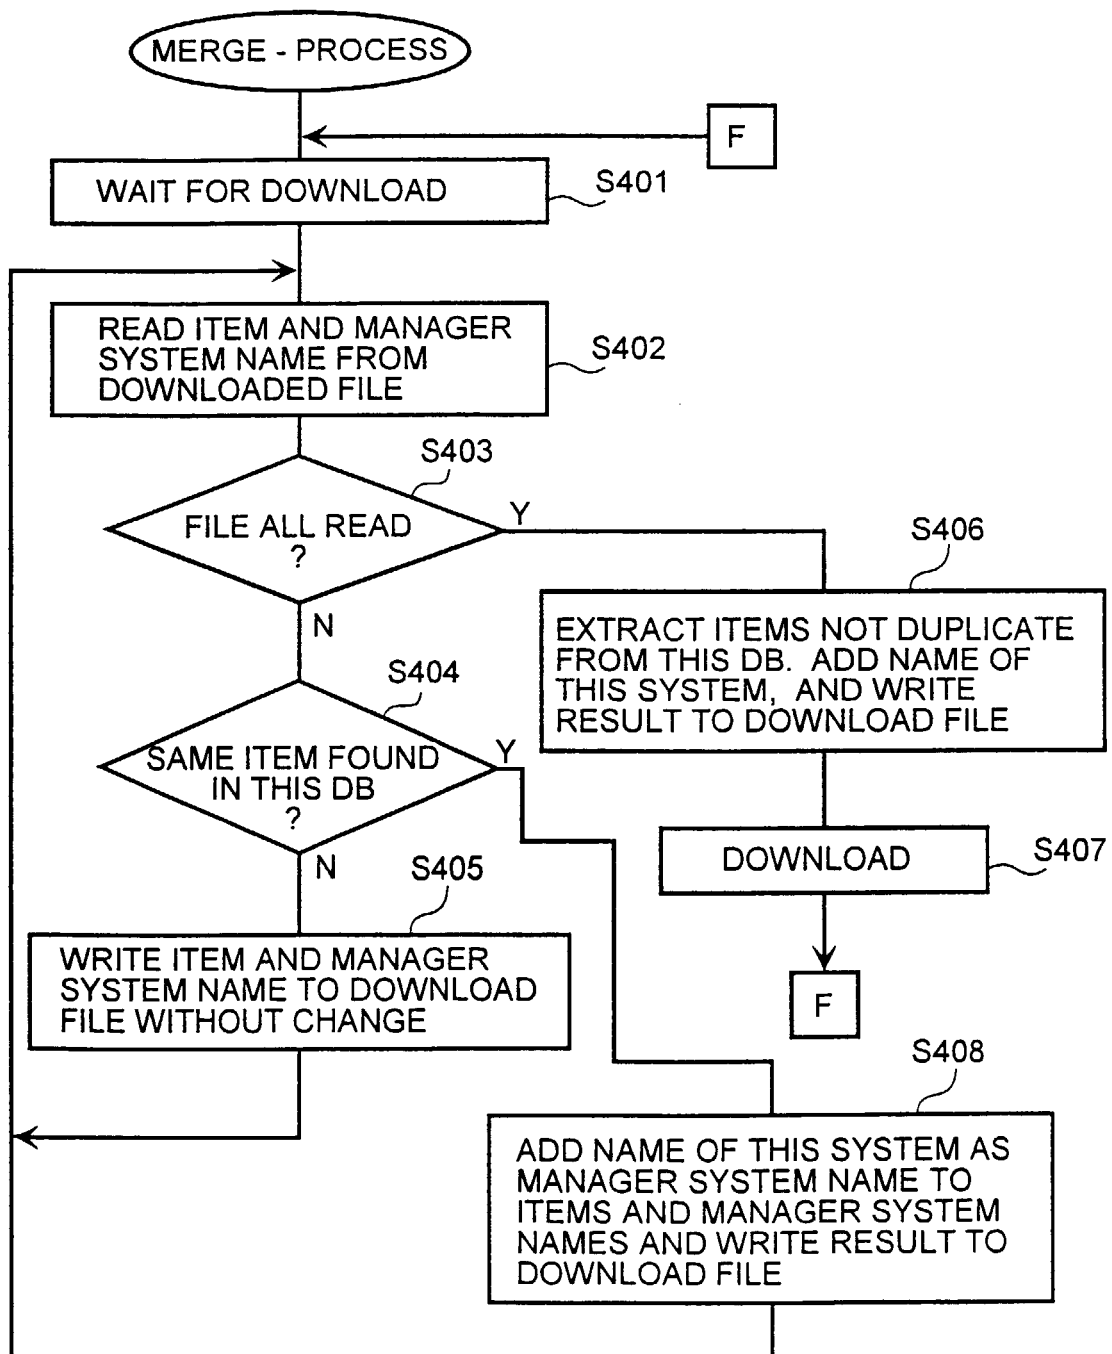 MERGE - PROCESS
F
WAIT FOR DOWNLOAD
S401
READ ITEM AND MANAGER
SYSTEM NAME FROM
DOWNLOADED FILE
S402
S403
FILE ALL READ
?
Y
N
S406
EXTRACT ITEMS NOT DUPLICATE
FROM THIS DB. ADD NAME OF
THIS SYSTEM, AND WRITE
RESULT TO DOWNLOAD FILE
S404
SAME ITEM FOUND
IN THIS DB
?
Y
N
DOWNLOAD
S407
S405
WRITE ITEM AND MANAGER
SYSTEM NAME TO DOWNLOAD
FILE WITHOUT CHANGE
F
S408
ADD NAME OF THIS SYSTEM AS
MANAGER SYSTEM NAME TO
ITEMS AND MANAGER SYSTEM
NAMES AND WRITE RESULT TO
DOWNLOAD FILE